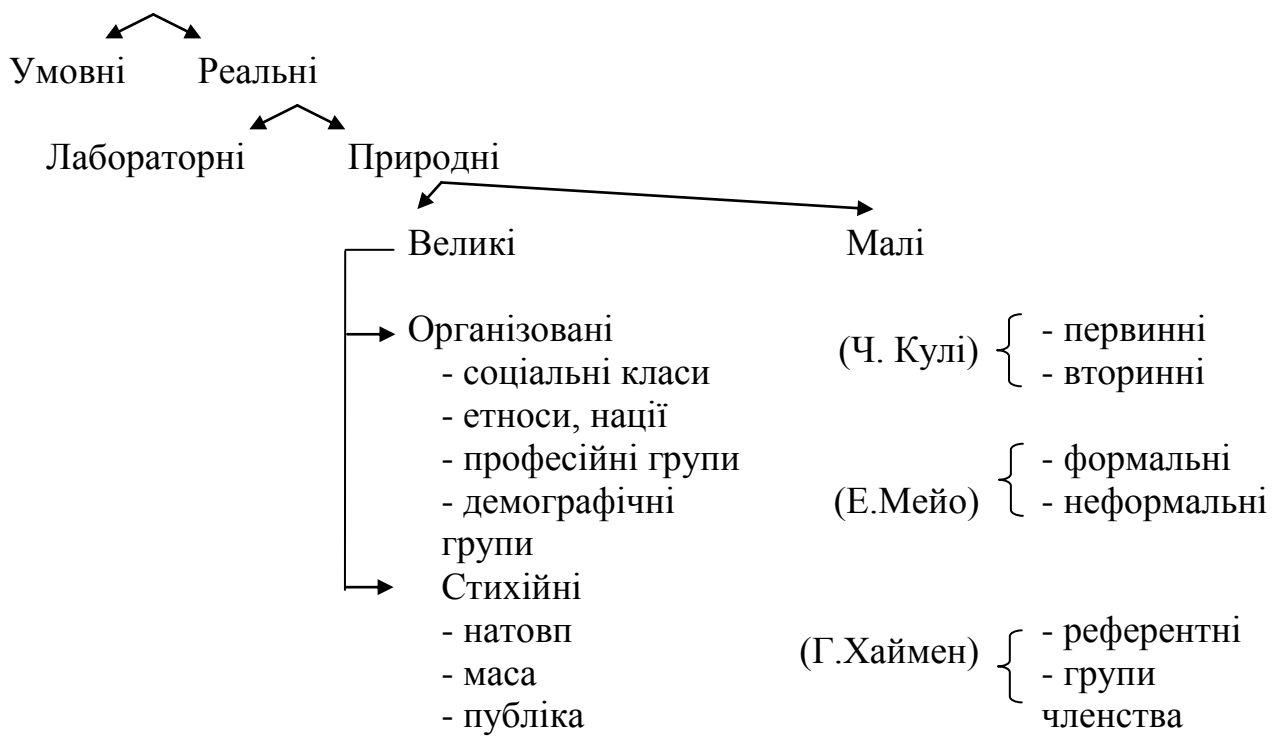 Умовні Реальні
Лабораторні Природні
Великі Малі
Організовані
- соціальні класи
- етноси, нації
- професійні групи
- демографічні
групи
Стихійні
- натовп
- маса
- публіка
(Ч. Кулі)
- первинні
- вторинні
(Е.Мейо)
- формальні
- неформальні
(Г.Хаймен)
- референтні
- групи
членства